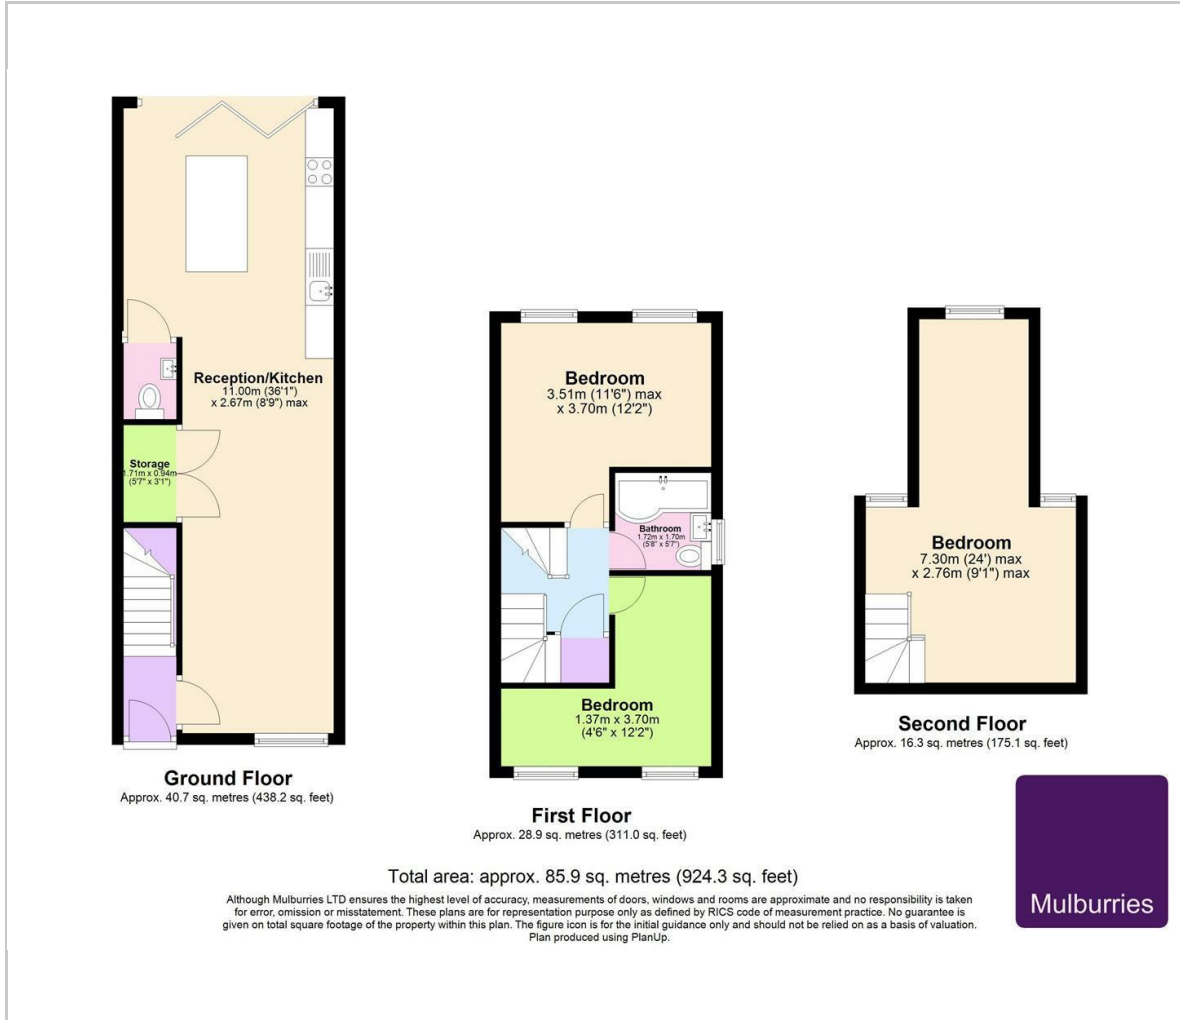 Reception/Kitchen
11.00m (36'1")
x 2.67m (8'9") max
Storage
1.71m x 0.94m
(5'7" x 3'1")
Ground Floor
Approx. 40.7 sq. metres (438.2 sq. feet)
Bedroom
3.51m (11'6") max
x 3.70m (12'2")
Bathroom
1.72m x 1.70m
(5'8" x 5'7")
Bedroom
1.37m x 3.70m
(4'6" x 12'2")
First Floor
Approx. 28.9 sq. metres (311.0 sq. feet)
Bedroom
7.30m (24') max
x 2.76m (9'1") max
Second Floor
Approx. 16.3 sq. metres (175.1 sq. feet)
Total area: approx. 85.9 sq. metres (924.3 sq. feet)
Although Mulburries LTD ensures the highest level of accuracy, measurements of doors, windows and rooms are approximate and no responsibility is taken
for error, omission or misstatement. These plans are for representation purpose only as defined by RICS code of measurement practice. No guarantee is
given on total square footage of the property within this plan. The figure icon is for the initial guidance only and should not be relied on as a basis of valuation.
Plan produced using PlanUp.
Mulburries